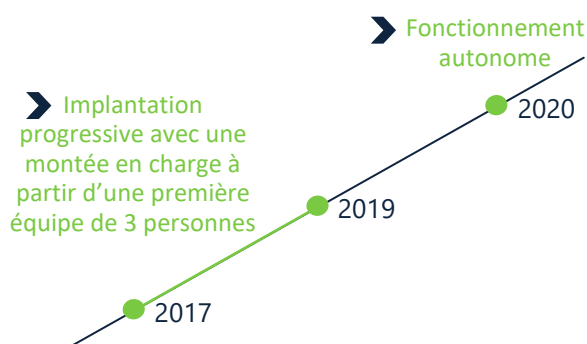 Fonctionnement
autonome
2020
Implantation
progressive avec une
montée en charge à
partir d’une première
équipe de 3 personnes
2019
2017